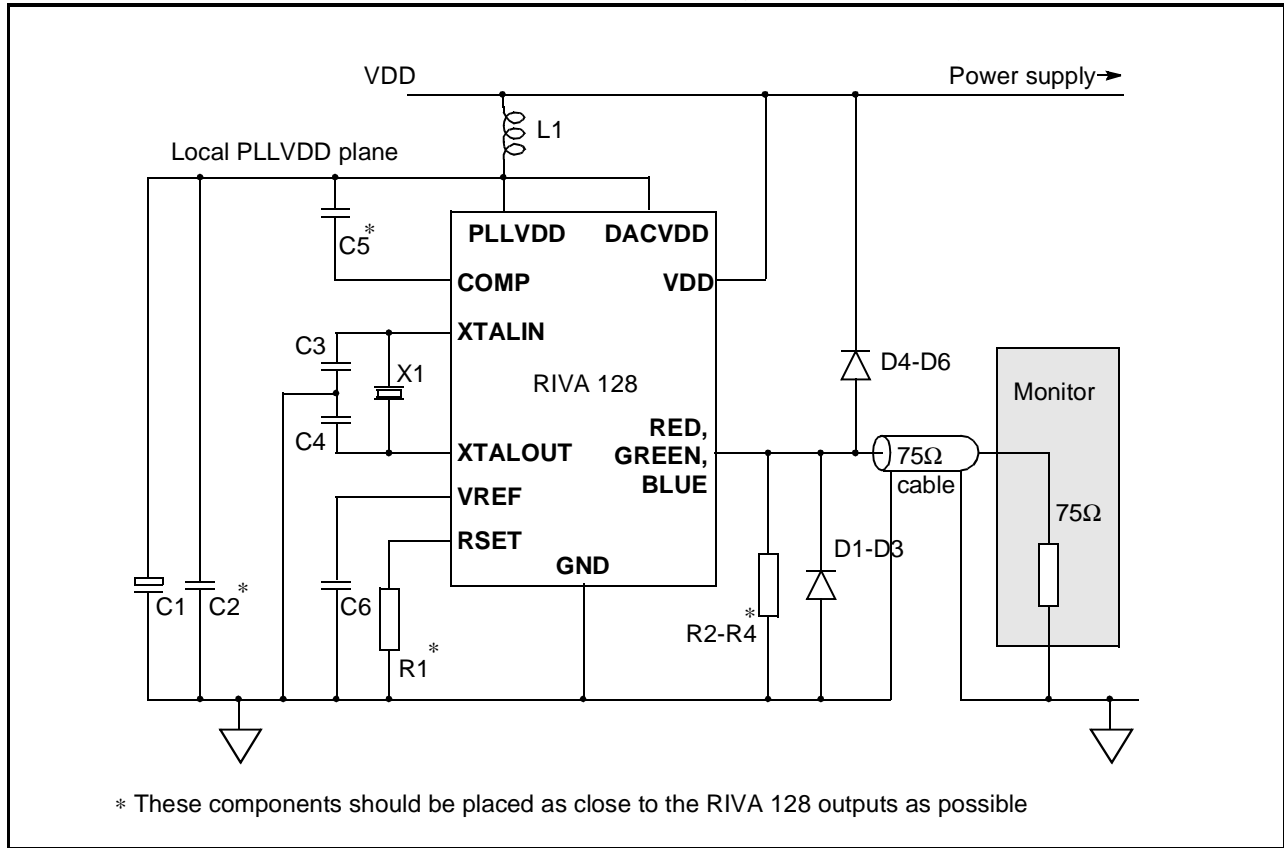 VDD
Power supply
L1
Local PLLVDD plane
PLLVDD DACVDD
C5*
COMP
VDD
XTALIN
C3
X1
D4-D6
RIVA 128
Monitor
C4
RED,
GREEN,
BLUE
XTALOUT
75Ω
cable
VREF
75Ω
RSET
D1-D3
GND
C1
C2*
C6
R2-R4*
R1*
* These components should be placed as close to the RIVA 128 outputs as possible